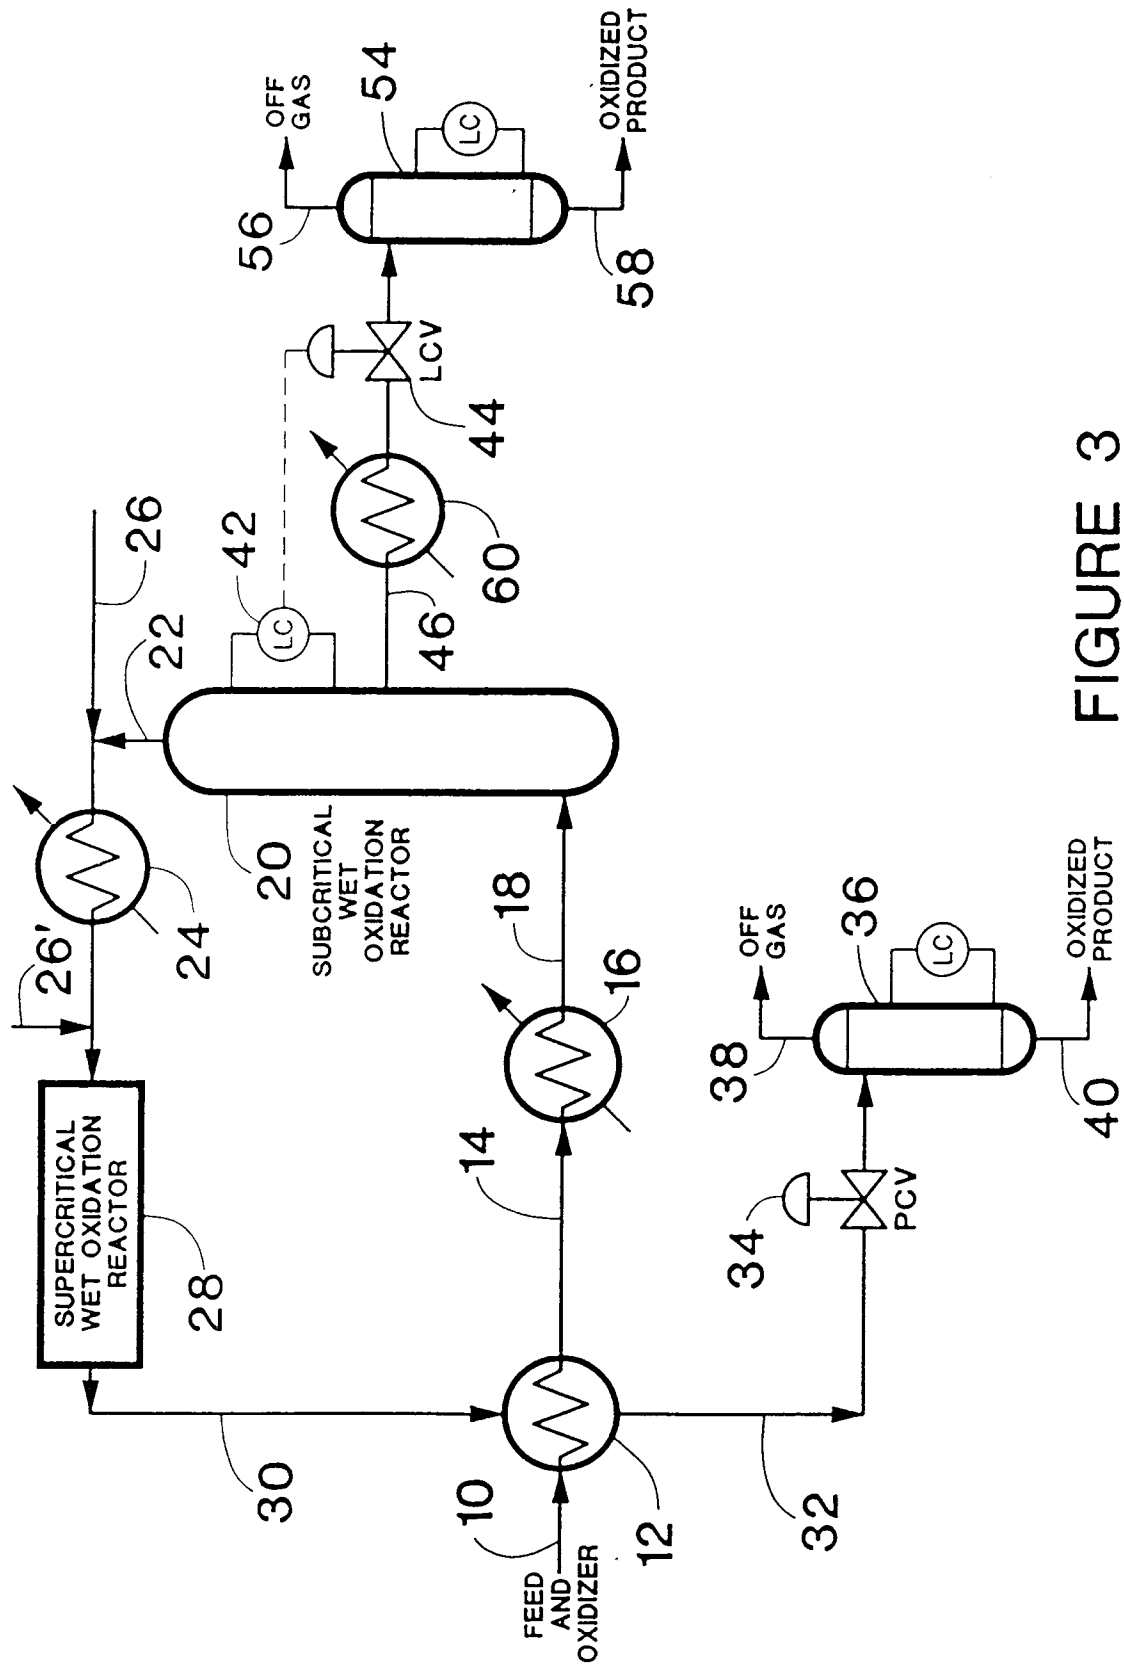 26'
24
26
22
SUPERCRITICAL
WET OXIDATION
REACTOR
28
30
20
SUBCRITICAL
WET
OXIDATION
REACTOR
42
LC
46
60
44
LCV
56
OFF
GAS
54
LC
58
OXIDIZED
PRODUCT
FEED
AND
OXIDIZER
10
12
14
16
18
32
34
PCV
38
OFF
GAS
36
LC
40
OXIDIZED
PRODUCT
FIGURE 3